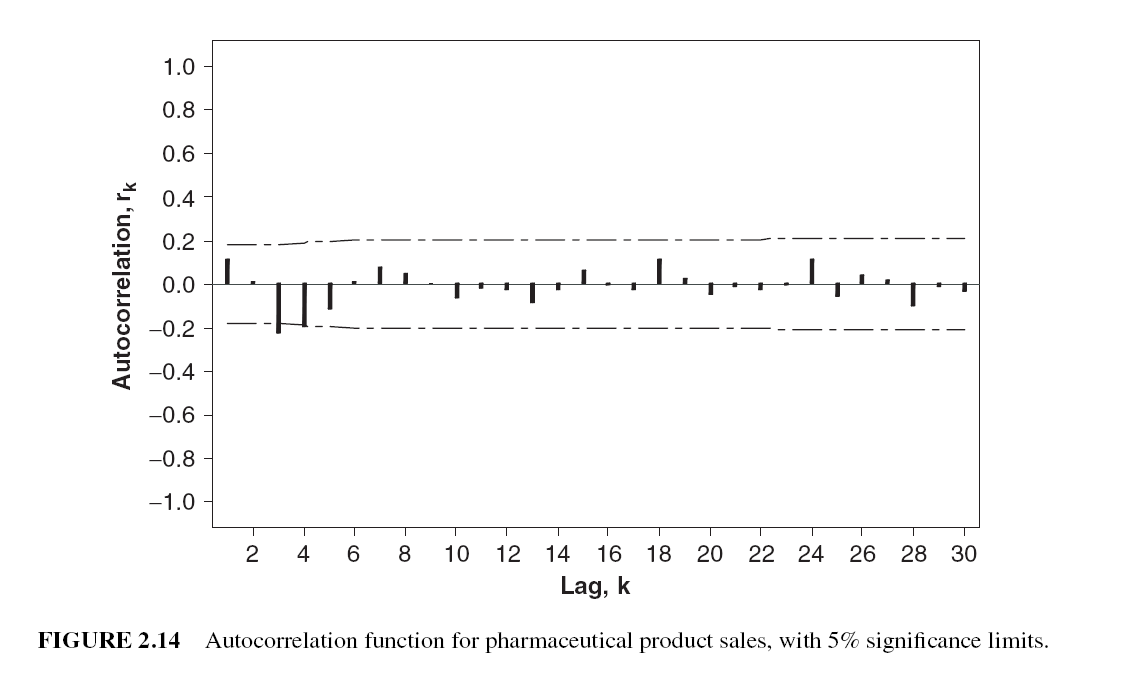 1.0
0.8
0.6
0.4
0.2
0.0
−0.2
−0.4
−0.6
−0.8
−1.0
Autocorrelation, rk
2 4 6 8 10 12 14 16 18 20 22 24 26 28 30
Lag, k
FIGURE 2.14 Autocorrelation function for pharmaceutical product sales, with 5% significance limits.